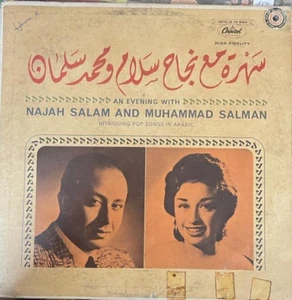 Capitol
HIGH FIDELITY
سهرة مع نجاح سلام ومحمد سلمان
AN EVENING WITH
NAJAH SALAM AND MUHAMMAD SALMAN
INTRIGUING POP SONGS IN ARABIC